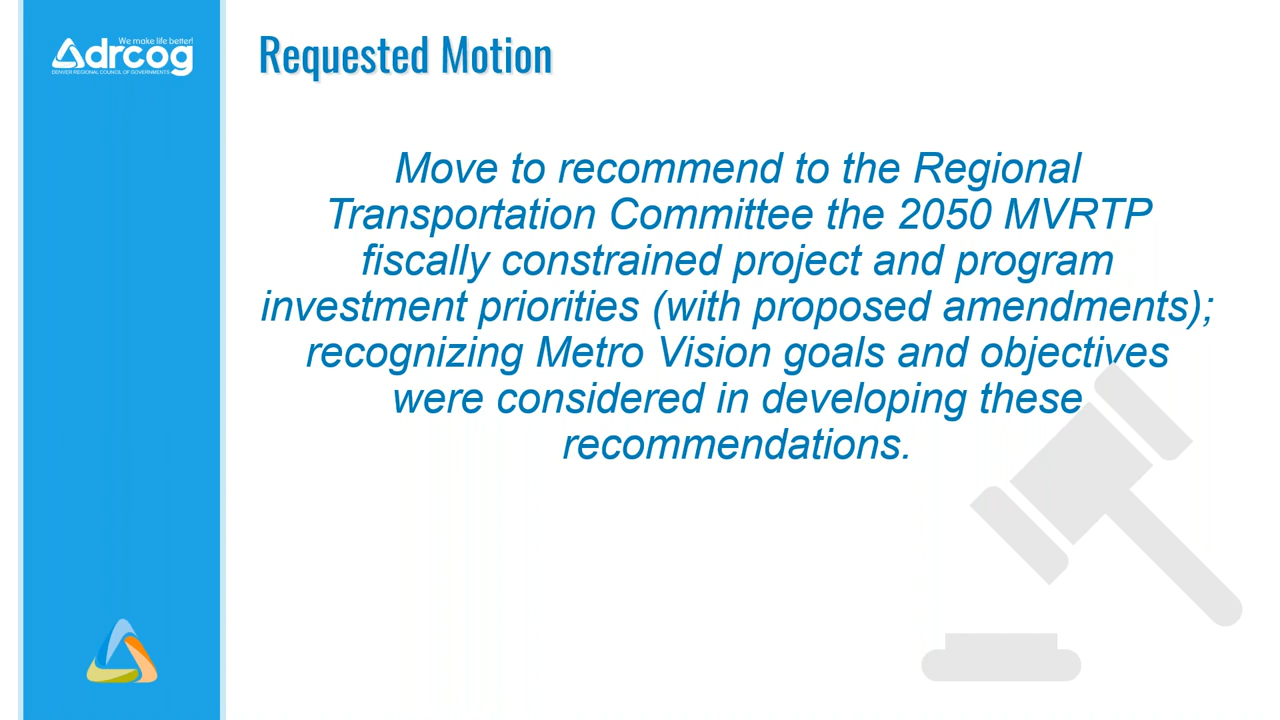 We make life better!
drcog
DENVER REGIONAL COUNCIL OF GOVERNMENTS
Requested Motion
Move to recommend to the Regional
Transportation Committee the 2050 MVRTP
fiscally constrained project and program
investment priorities (with proposed amendments);
recognizing Metro Vision goals and objectives
were considered in developing these
recommendations.